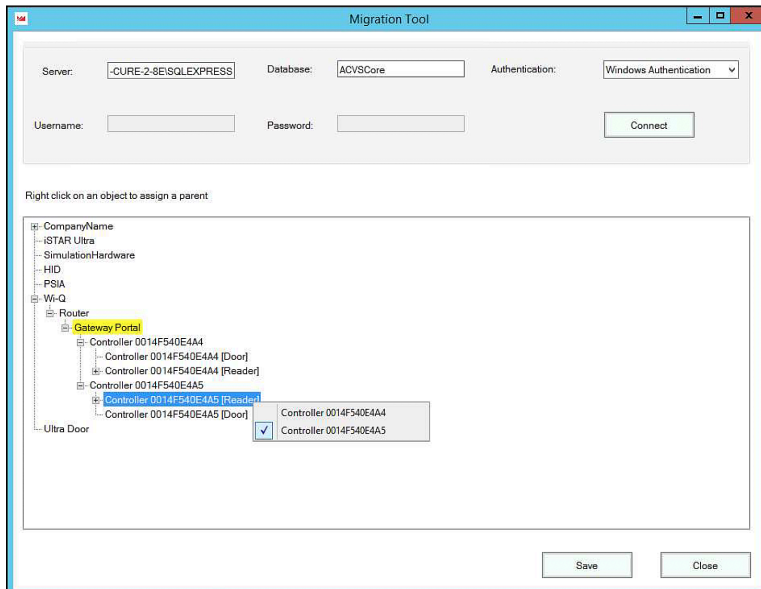 Migration Tool
Server: -CURE-2-8E\SQLEXPRESS Database: ACVSCore Authentication: Windows Authentication
Username: Password: Connect
Right click on an object to assign a parent
CompanyName
iSTAR Ultra
SimulationHardware
HID
PSIA
Wi-Q
Router
Gateway Portal
Controller 0014F540E4A4
Controller 0014F540E4A4 [Door]
Controller 0014F540E4A4 [Reader]
Controller 0014F540E4A5
Controller 0014F540E4A5 [Reader]
Controller 0014F540E4A4
Controller 0014F540E4A5 [Door]
Controller 0014F540E4A5
Ultra Door
Save Close